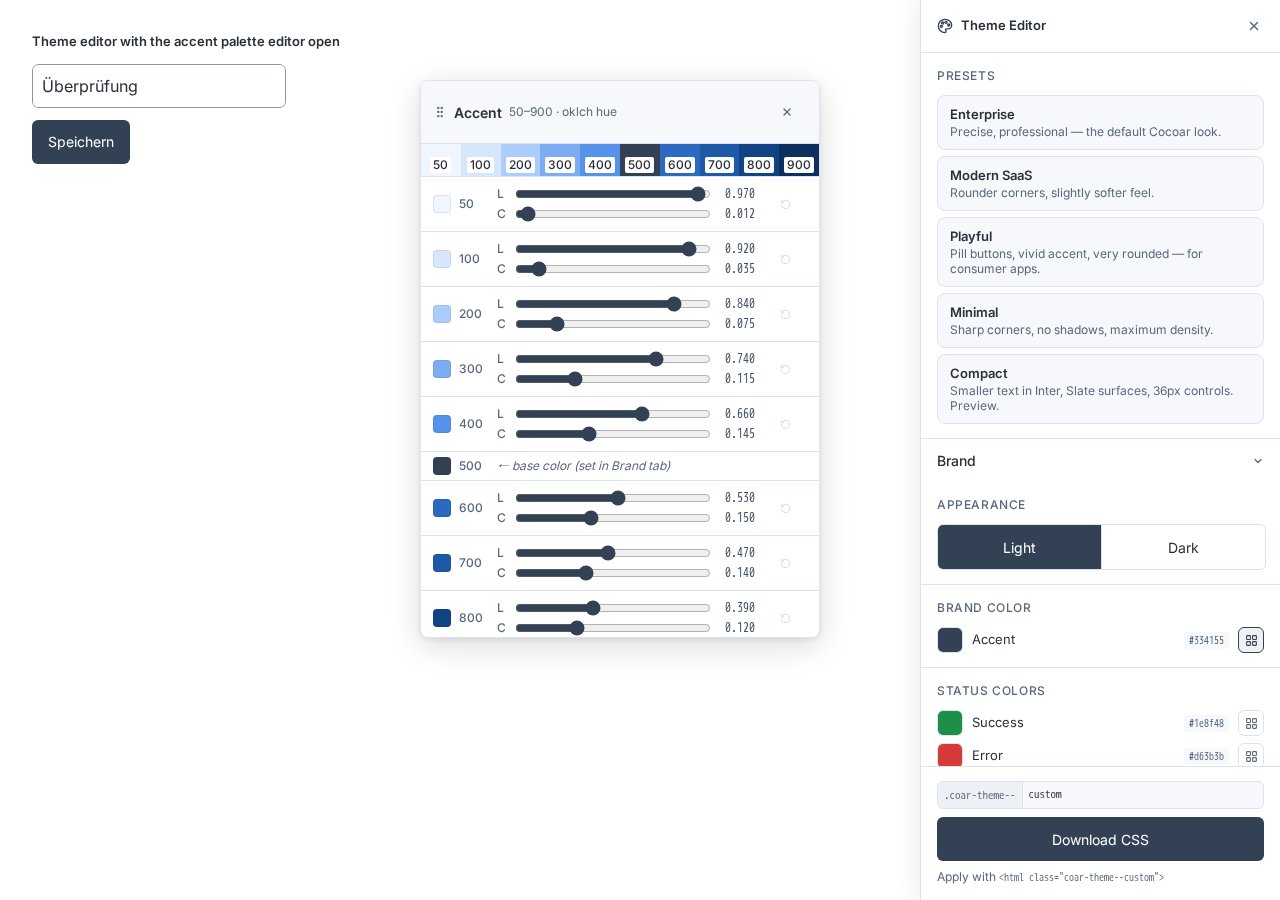 Theme editor with the accent palette editor open
Überprüfung
Speichern
Accent 50–900 · oklch hue
50 100 200 300 400 500 600 700 800 900
50 L 0.970
C 0.012
100 L 0.920
C 0.035
200 L 0.840
C 0.075
300 L 0.740
C 0.115
400 L 0.660
C 0.145
500 ← base color (set in Brand tab)
600 L 0.530
C 0.150
700 L 0.470
C 0.140
800 L 0.390
C 0.120
Theme Editor
PRESETS
Enterprise
Precise, professional — the default Cocoar look.
Modern SaaS
Rounder corners, slightly softer feel.
Playful
Pill buttons, vivid accent, very rounded — for
consumer apps.
Minimal
Sharp corners, no shadows, maximum density.
Compact
Smaller text in Inter, Slate surfaces, 36px controls.
Preview.
Brand
APPEARANCE
Light Dark
BRAND COLOR
Accent #334155
STATUS COLORS
Success #1e8f48
Error #d63b3b
.coar-theme-- custom
Download CSS
Apply with <html class="coar-theme--custom">